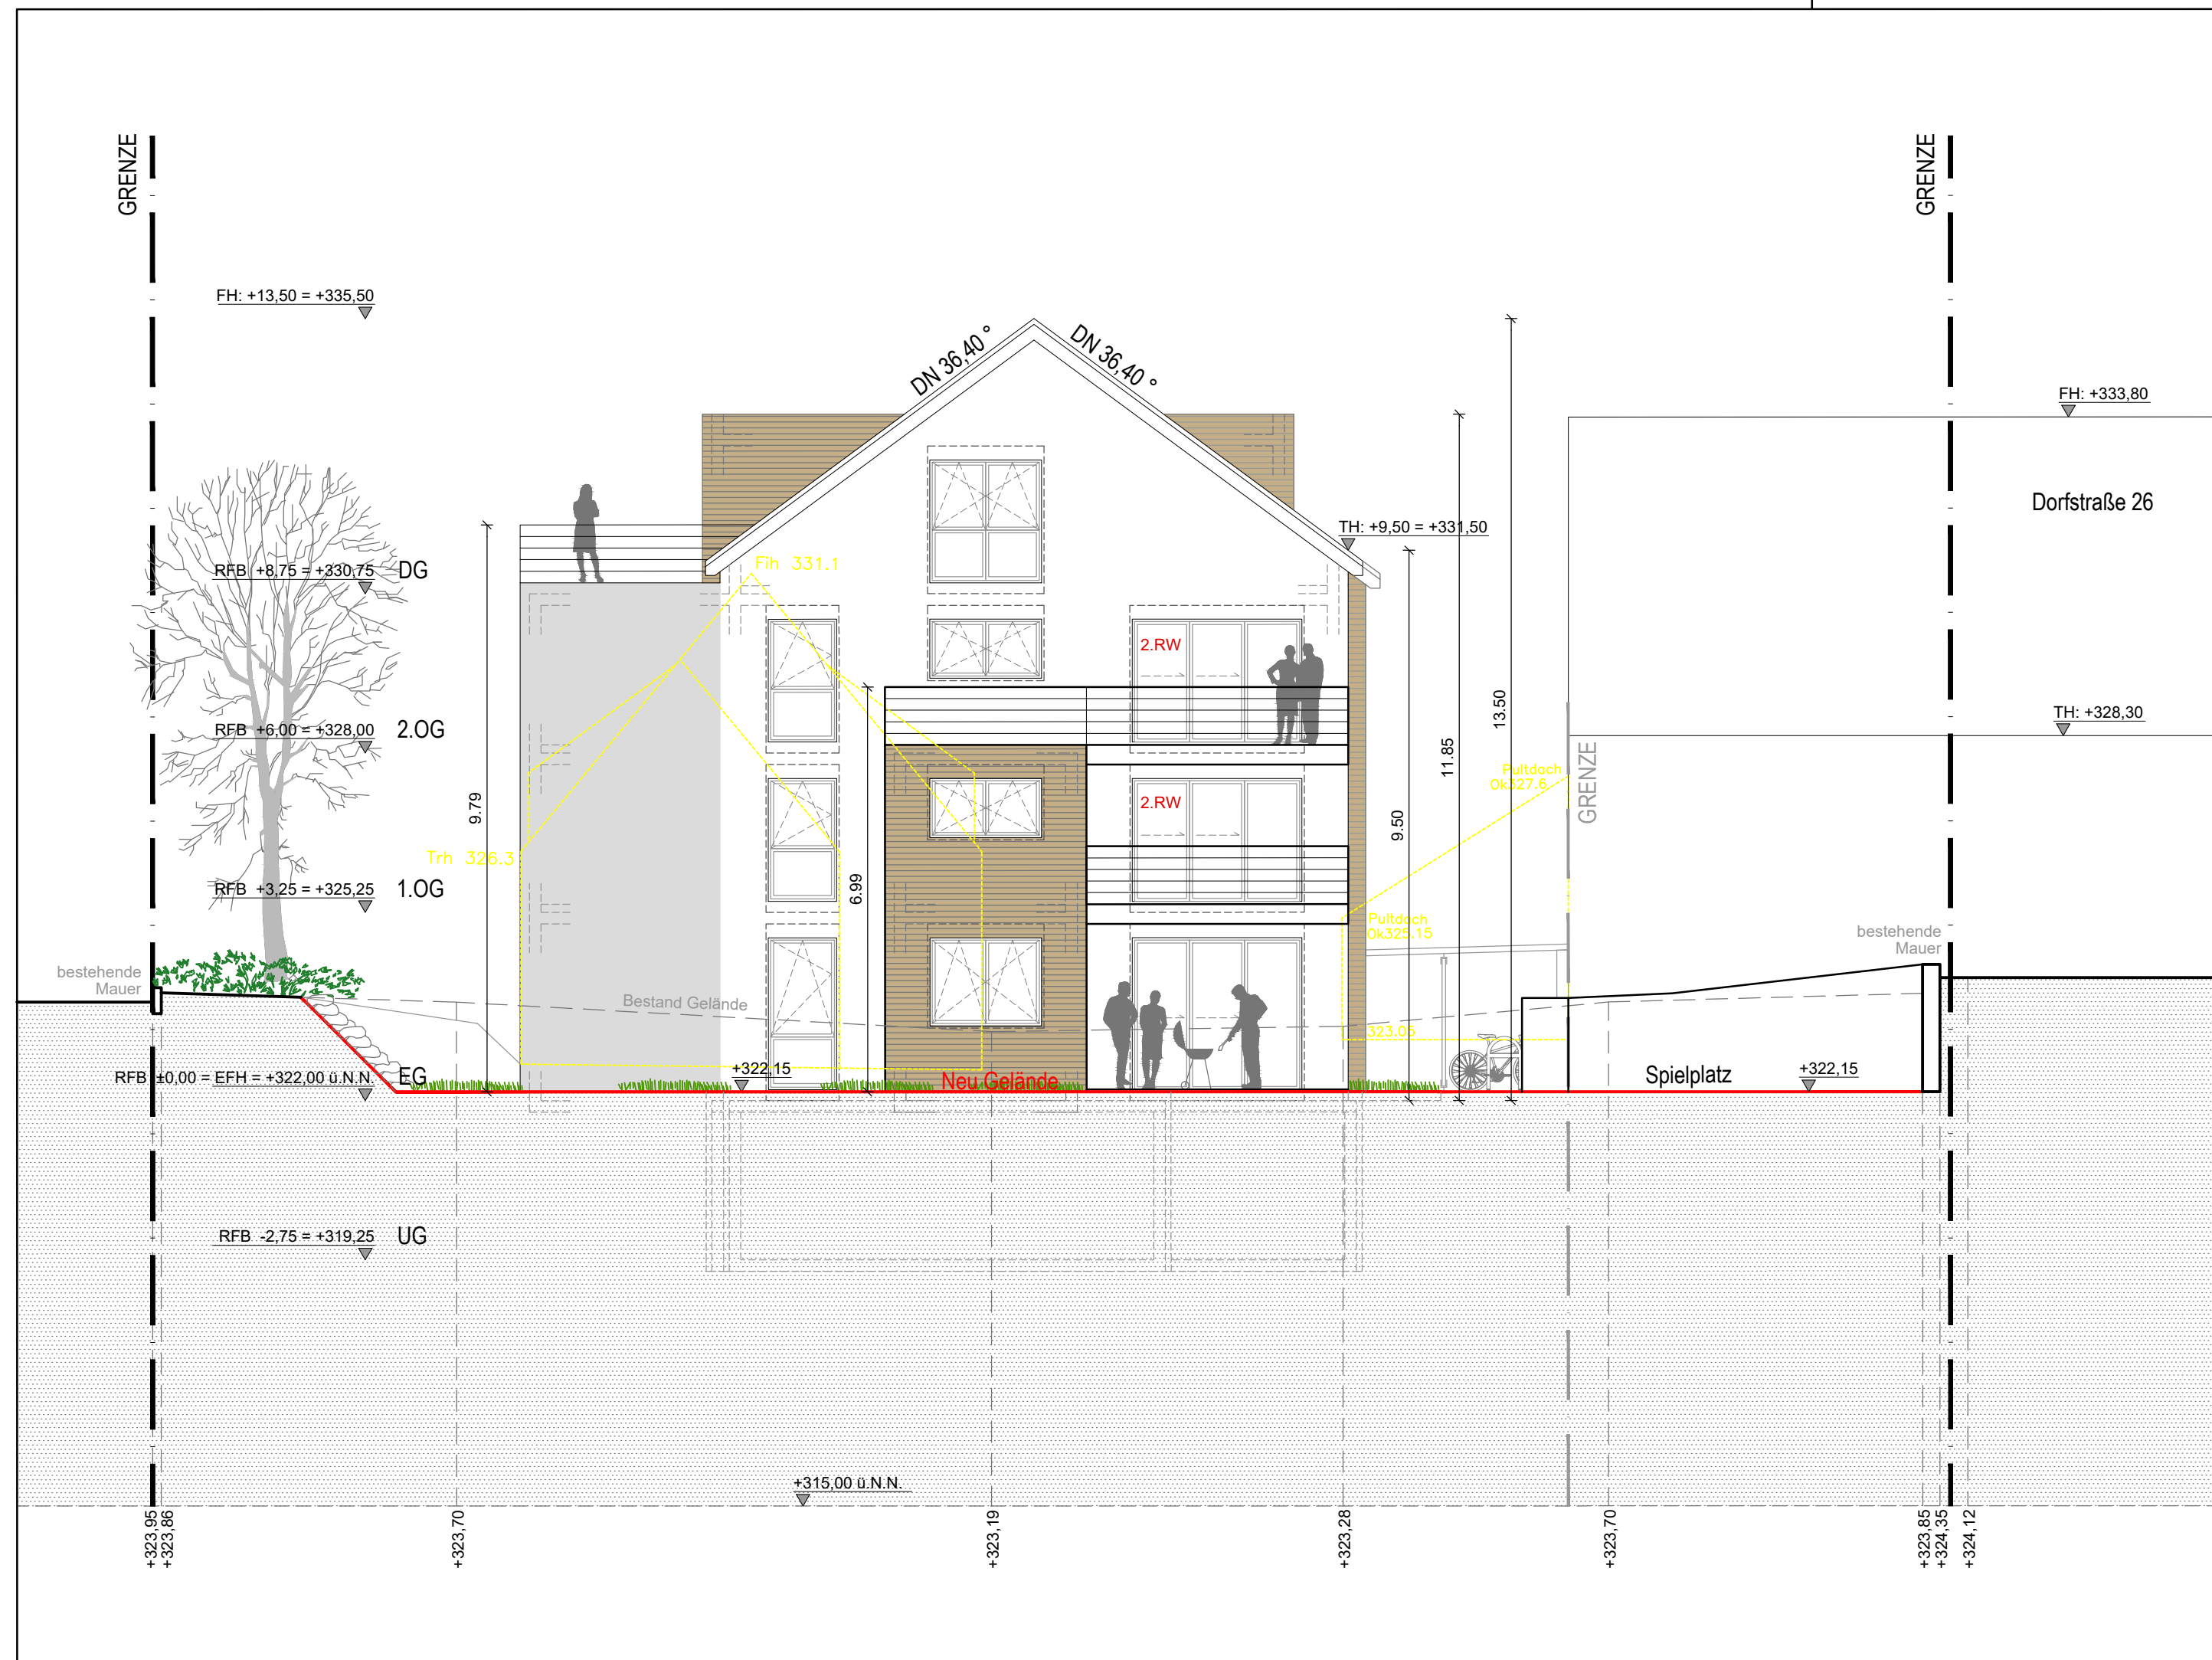 GRENZE
GRENZE
FH: +13,50 = +335,50
DN 36,40 °
DN 36,40 °
FH: +333,80
Dorfstraße 26
TH: +9,50 = +331,50
RFB +8,75 = +330,75 DG
Fih 331.1
2.RW
13.50
TH: +328,30
RFB +6,00 = +328,00 2.OG
11.85
GRENZE
Pultdach
Ok327.6
9.79
2.RW
9.50
Trh 326.3
6.99
RFB +3,25 = +325,25 1.OG
Pultdach
Ok325.15
bestehende
Mauer
bestehende
Mauer
Bestand Gelände
323.05
RFB ±0,00 = EFH = +322,00 ü.N.N. EG
+322,15
Neu Gelände
Spielplatz
+322,15
RFB -2,75 = +319,25 UG
+315,00 ü.N.N.
+323,95
+323,86
+323,70
+323,19
+323,28
+323,70
+323,85
+324,35
+324,12